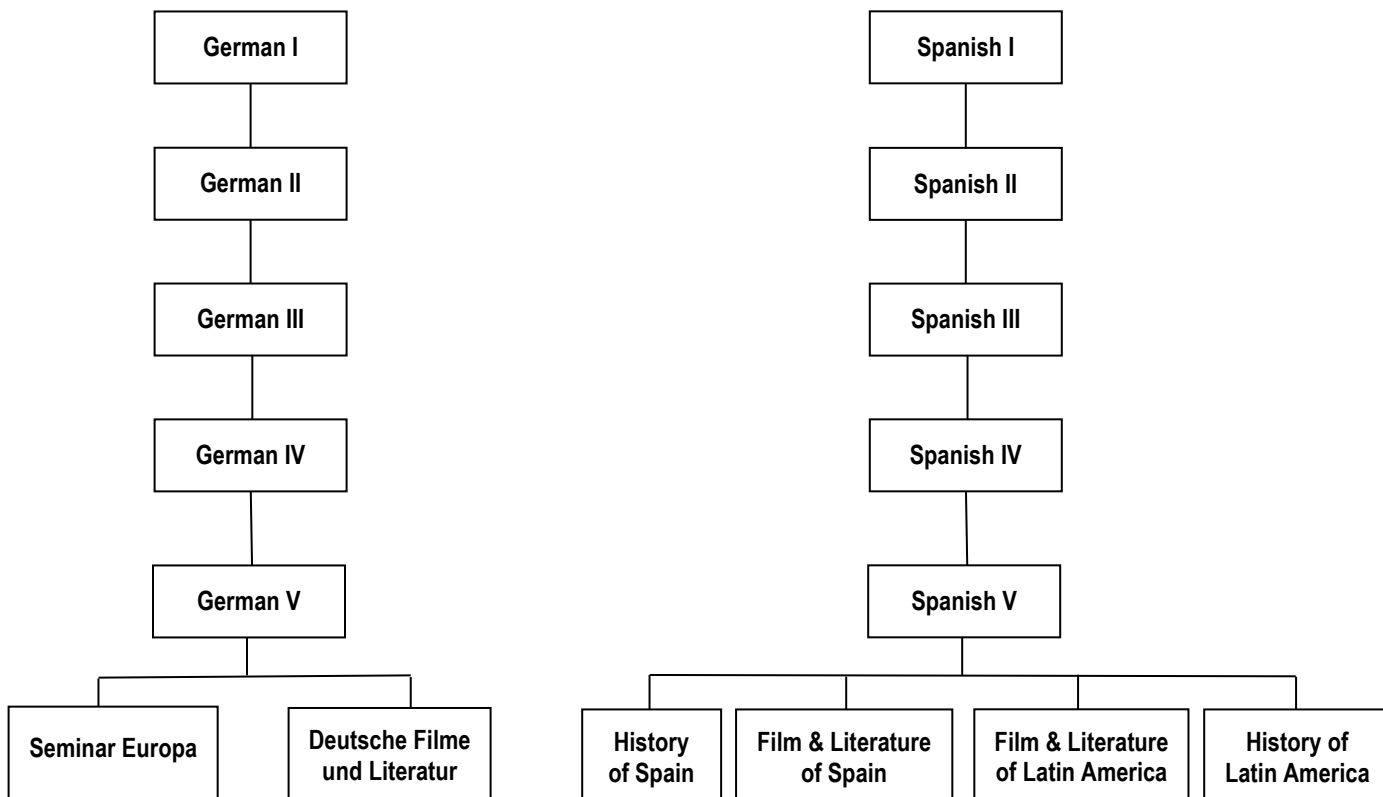 German I
Spanish I
German II
Spanish II
German III
Spanish III
German IV
Spanish IV
German V
Spanish V
Seminar Europa
Deutsche Filme
und Literatur
History
of Spain
Film & Literature
of Spain
Film & Literature
of Latin America
History of
Latin America